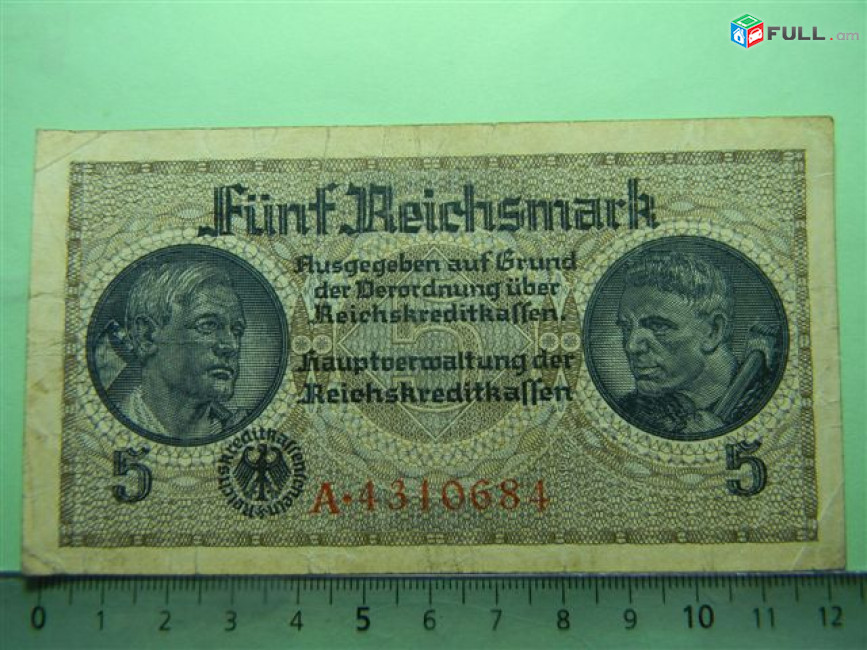 FULL.am
Fünf Reichsmark
Ausgegeben auf Grund
der Verordnung über
Reichskreditkassen.
5
Hauptverwaltung der
Reichskreditkassen
5
5
Reichskreditkassenschein
A·4310684
0 1 2 3 4 5 6 7 8 9 10 11 12